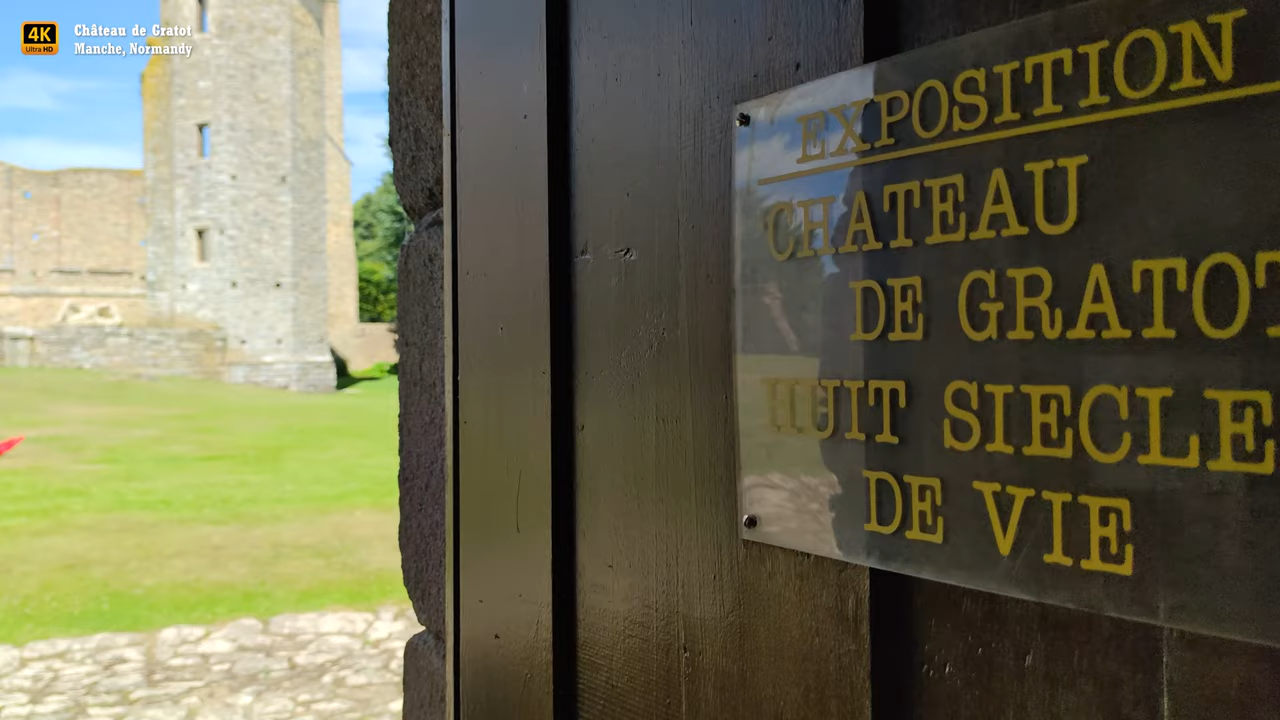 4K
Ultra HD
Château de Gratot
Manche, Normandy
EXPOSITION
CHATEAU
DE GRATOT
HUIT SIECLE
DE VIE